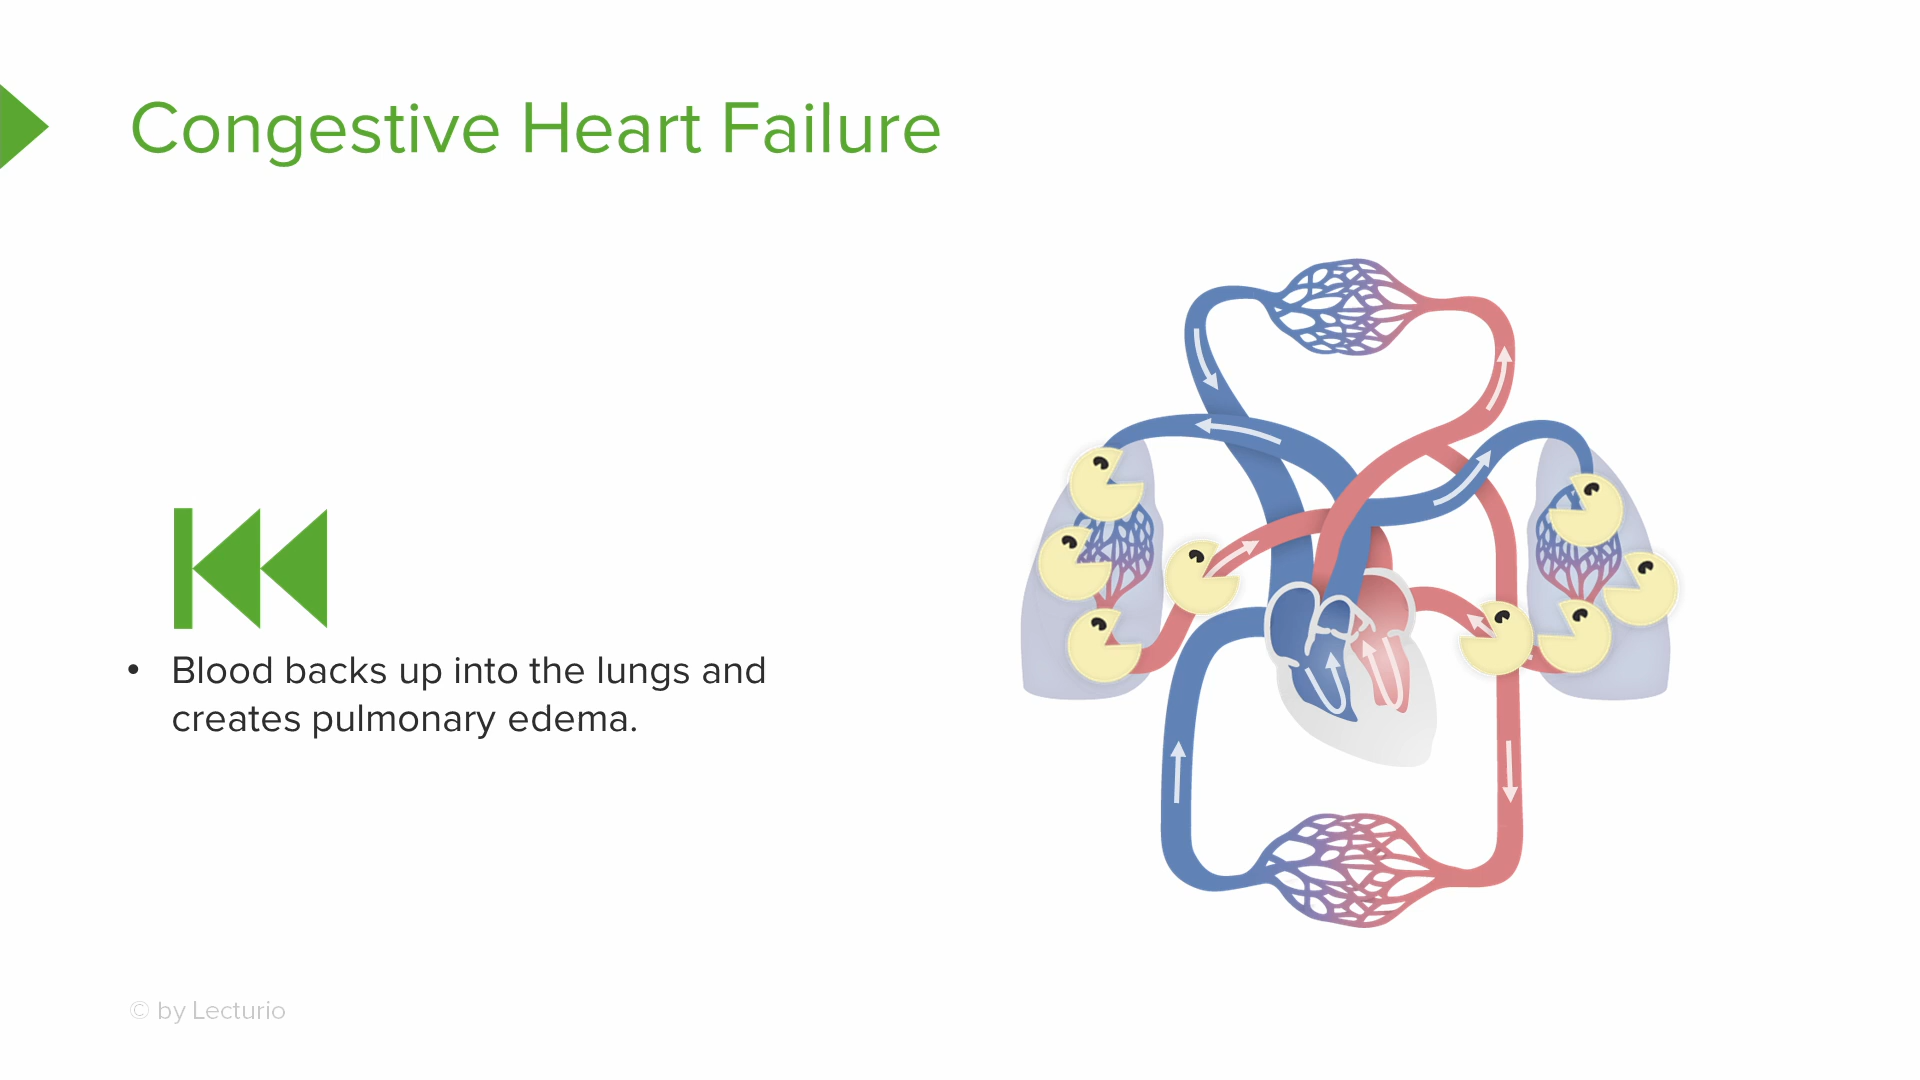 Congestive Heart Failure
• Blood backs up into the lungs and
creates pulmonary edema.
© by Lecturio